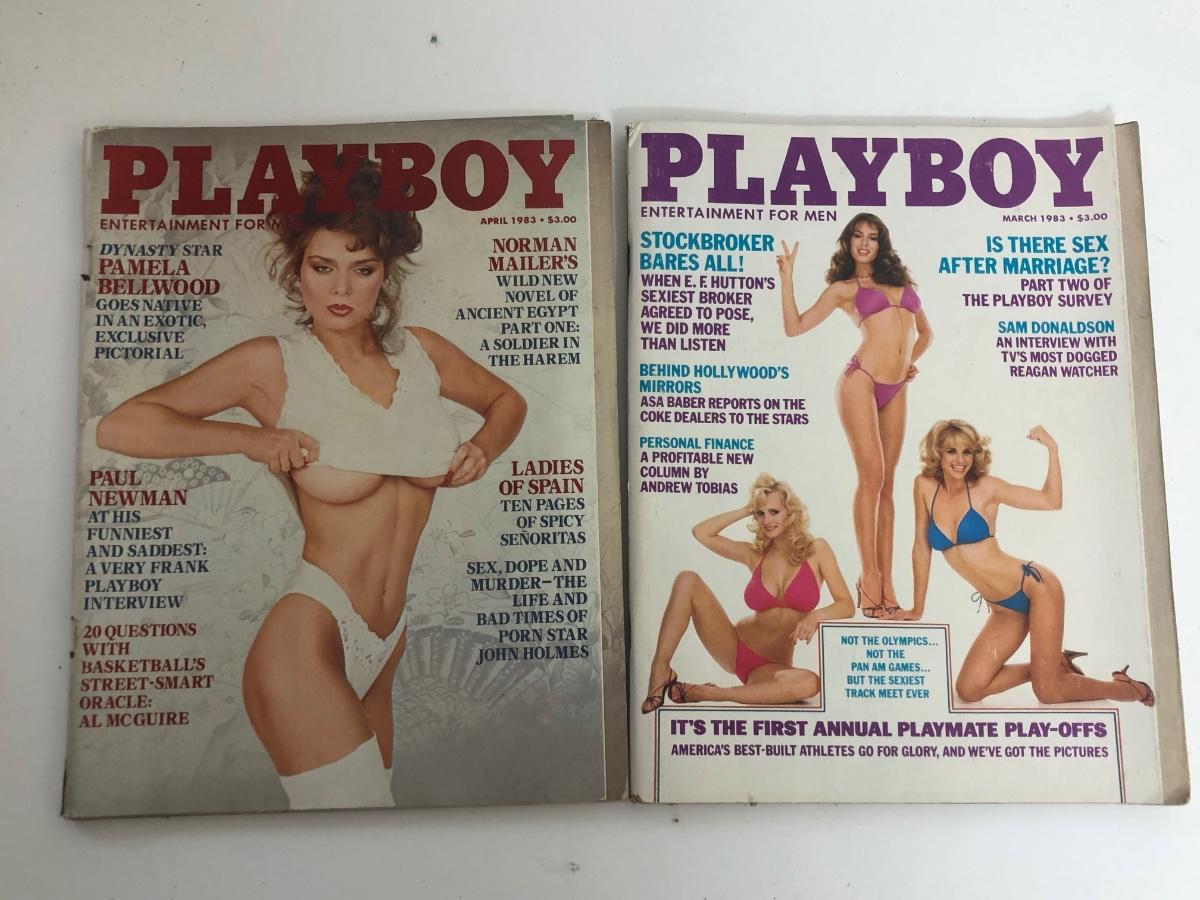 PLAYBOY
ENTERTAINMENT FOR MEN
APRIL 1983 • $3.00
DYNASTY STAR
PAMELA
BELLWOOD
GOES NATIVE
IN AN EXOTIC,
EXCLUSIVE
PICTORIAL
NORMAN
MAILER'S
WILD NEW
NOVEL OF
ANCIENT EGYPT
PART ONE:
A SOLDIER IN
THE HAREM
PAUL
NEWMAN
AT HIS
FUNNIEST
AND SADDEST:
A VERY FRANK
PLAYBOY
INTERVIEW
20 QUESTIONS
WITH
BASKETBALL'S
STREET-SMART
ORACLE:
AL McGUIRE
LADIES
OF SPAIN
TEN PAGES
OF SPICY
SEÑORITAS
SEX, DOPE AND
MURDER—THE
LIFE AND
BAD TIMES OF
PORN STAR
JOHN HOLMES
PLAYBOY
ENTERTAINMENT FOR MEN
MARCH 1983 • $3.00
STOCKBROKER
BARES ALL!
WHEN E. F. HUTTON'S
SEXIEST BROKER
AGREED TO POSE,
WE DID MORE
THAN LISTEN
BEHIND HOLLYWOOD'S
MIRRORS
ASA BABER REPORTS ON THE
COKE DEALERS TO THE STARS
PERSONAL FINANCE
A PROFITABLE NEW
COLUMN BY
ANDREW TOBIAS
IS THERE SEX
AFTER MARRIAGE?
PART TWO OF
THE PLAYBOY SURVEY
SAM DONALDSON
AN INTERVIEW WITH
TV'S MOST DOGGED
REAGAN WATCHER
NOT THE OLYMPICS...
NOT THE
PAN AM GAMES...
BUT THE SEXIEST
TRACK MEET EVER
IT'S THE FIRST ANNUAL PLAYMATE PLAY-OFFS
AMERICA'S BEST-BUILT ATHLETES GO FOR GLORY, AND WE'VE GOT THE PICTURES